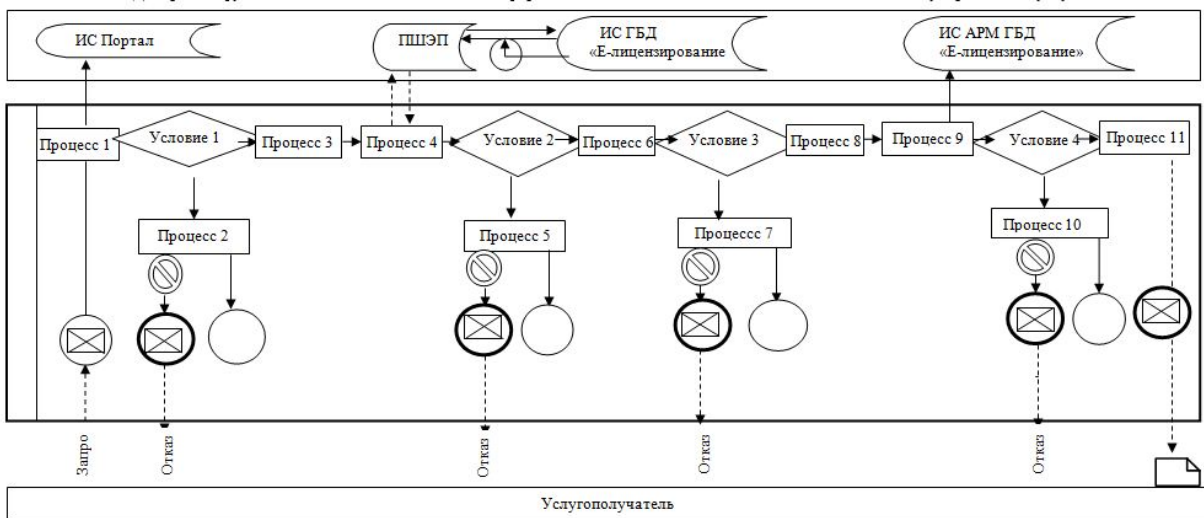 ИС Портал
ПШЭП
ИС ГБД
«Е-лицензирование
ИС АРМ ГБД
«Е-лицензирование»
Процесс 1
Условие 1
Процесс 3
Процесс 4
Условие 2
Процесс 6
Условие 3
Процесс 8
Процесс 9
Условие 4
Процесс 11
Процесс 2
Процесс 5
Процессс 7
Процесс 10
Запро
Отказ
Отказ
Отказ
Отказ
Услугополучатель